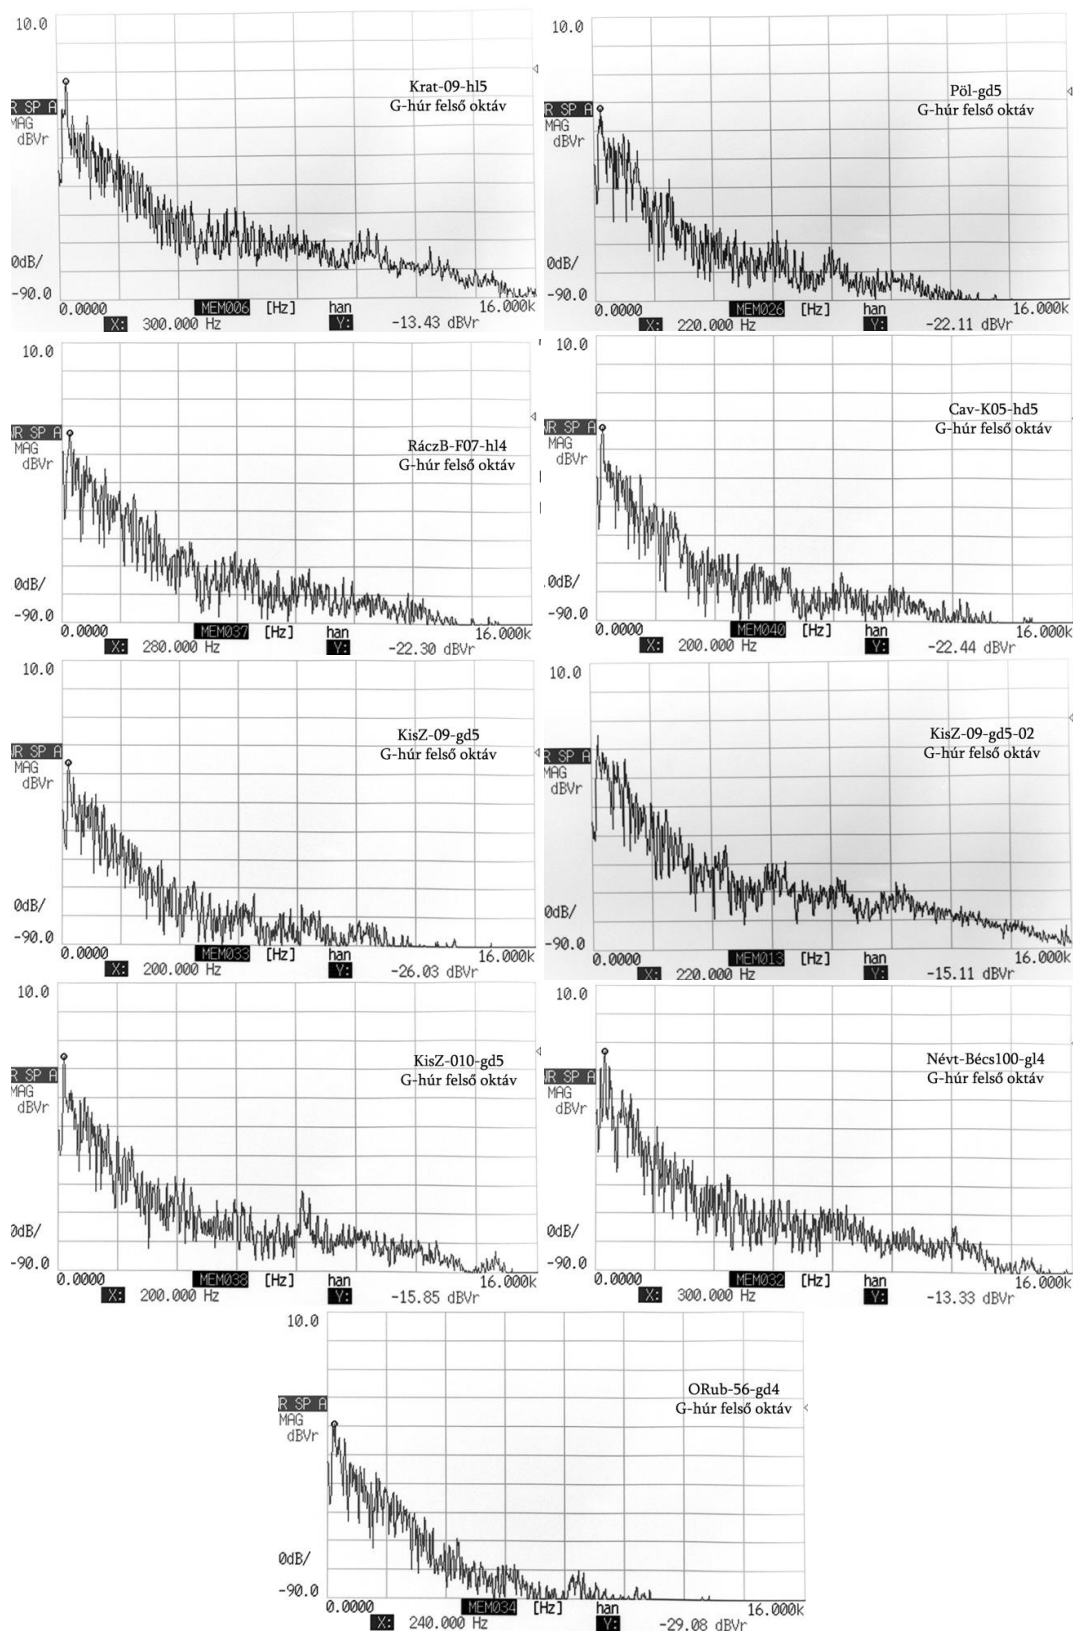 10.0
Krat-09-hl5
G-húr felső oktáv
R SP A
MAG
dBVr
0dB/
-90.0
0.0000 MEM006 [Hz] han 16.000k
X: 300.000 Hz Y: -13.43 dBVr
10.0
Pöl-gd5
G-húr felső oktáv
R SP A
MAG
dBVr
0dB/
-90.0
0.0000 MEM026 [Hz] han 16.000k
X: 220.000 Hz Y: -22.11 dBVr
10.0
RáczB-F07-hl4
G-húr felső oktáv
WR SP A
MAG
dBVr
0dB/
-90.0
0.0000 MEM037 [Hz] han 16.000k
X: 280.000 Hz Y: -22.30 dBVr
10.0
Cav-K05-hd5
G-húr felső oktáv
WR SP A
MAG
dBVr
.0dB/
-90.0
0.0000 MEM040 [Hz] han 16.000k
X: 200.000 Hz Y: -22.44 dBVr
10.0
KisZ-09-gd5
G-húr felső oktáv
WR SP A
MAG
dBVr
0dB/
-90.0
0.0000 MEM033 [Hz] han 16.000k
X: 200.000 Hz Y: -26.03 dBVr
10.0
KisZ-09-gd5-02
G-húr felső oktáv
R SP A
MAG
dBVr
0dB/
-90.0
0.0000 MEM013 [Hz] han 16.000k
X: 220.000 Hz Y: -15.11 dBVr
10.0
KisZ-010-gd5
G-húr felső oktáv
R SP A
MAG
dBVr
0dB/
-90.0
0.0000 MEM038 [Hz] han 16.000k
X: 200.000 Hz Y: -15.85 dBVr
10.0
Névt-Bécs100-gl4
G-húr felső oktáv
WR SP A
MAG
dBVr
0dB/
-90.0
0.0000 MEM032 [Hz] han 16.000k
X: 300.000 Hz Y: -13.33 dBVr
10.0
ORub-56-gd4
G-húr felső oktáv
R SP A
MAG
dBVr
0dB/
-90.0
0.0000 MEM034 [Hz] han 16.000k
X: 240.000 Hz Y: -29.08 dBVr